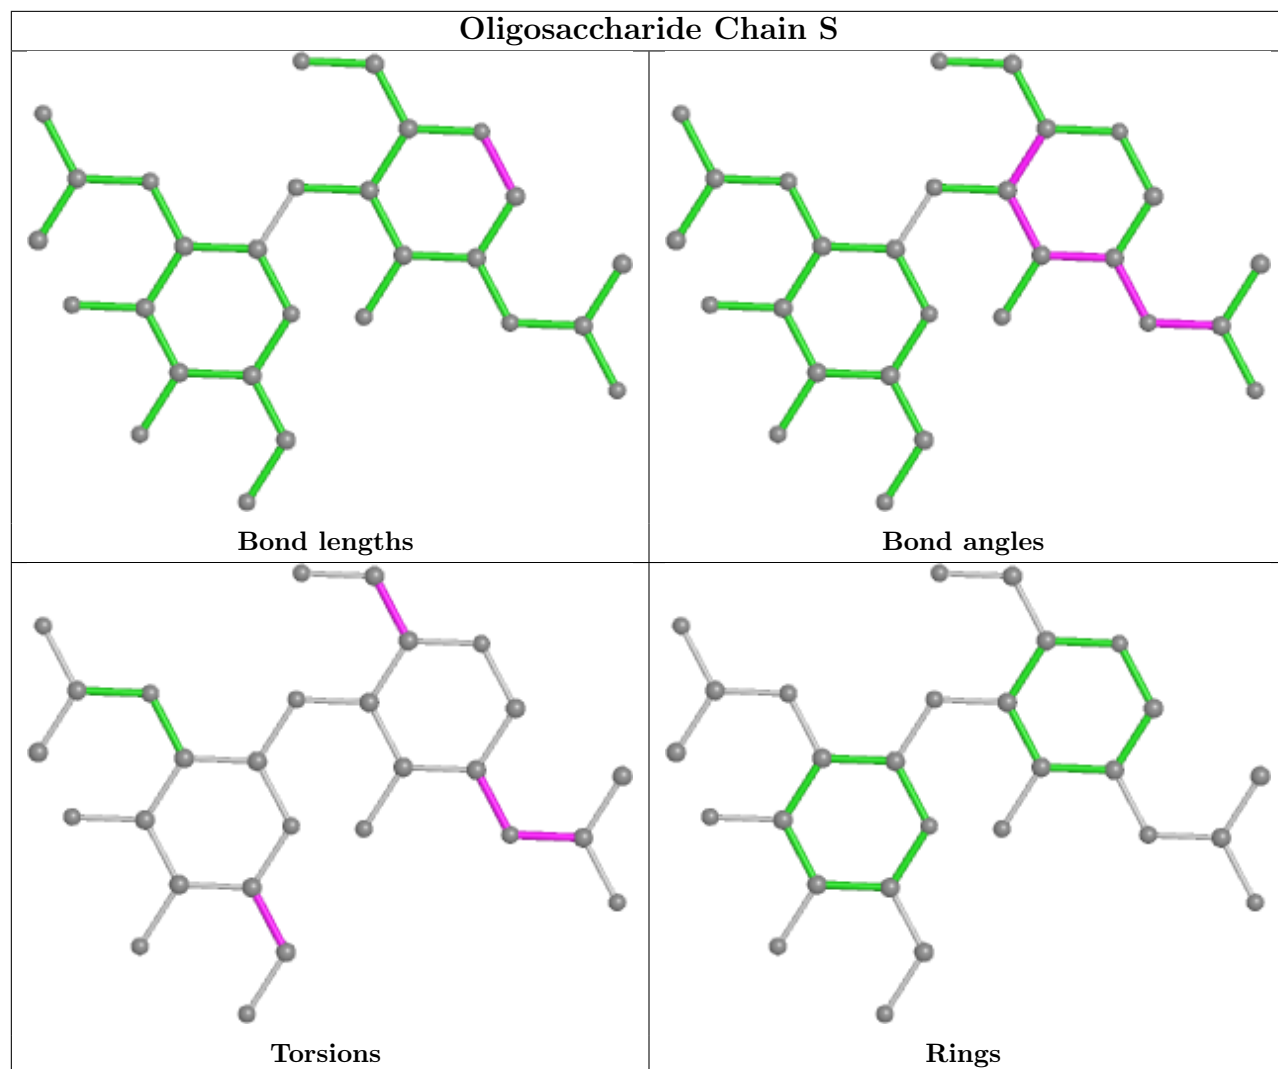 Oligosaccharide Chain S
Bond lengths
Bond angles
Torsions
Rings